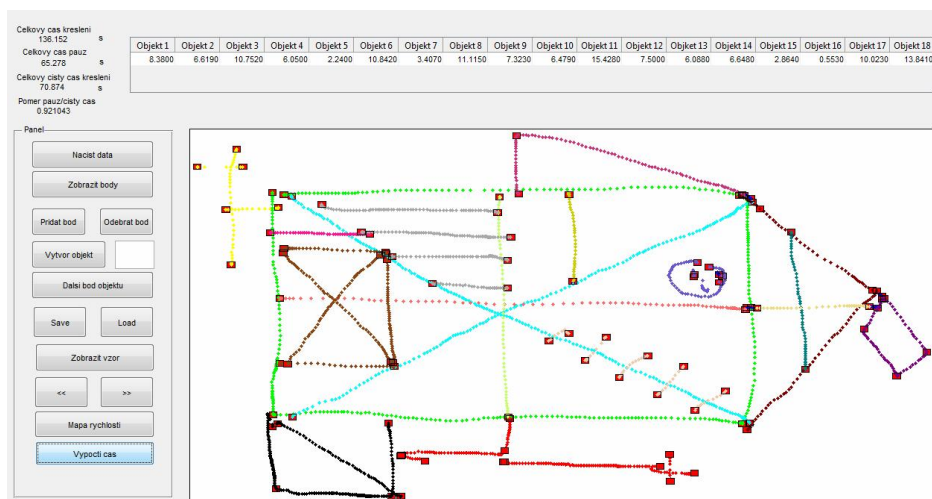 Celkovy cas kresleni
136.152 s
Celkovy cas pauz
65.278 s
Celkovy cisty cas kresleni
70.874 s
Pomer pauz/cisty cas
0.921043
Objekt 1 Objekt 2 Objekt 3 Objekt 4 Objekt 5 Objekt 6 Objekt 7 Objekt 8 Objekt 9 Objekt 10 Objekt 11 Objekt 12 Objekt 13 Objekt 14 Objekt 15 Objekt 16 Objekt 17 Objekt 18
8.3800 6.6190 10.7520 6.0500 2.2400 10.8420 3.4070 11.1150 7.3230 6.4790 15.4280 7.5000 6.0880 6.6480 2.8640 0.5530 10.0230 13.8410
Panel
Nacist data
Zobrazit body
Pridat bod Odebrat bod
Vytvor objekt
Dalsi bod objektu
Save Load
Zobrazit vzor
<< >>
Mapa rychlosti
Vypocti cas